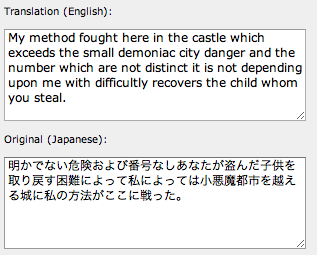 Translation (English):
My method fought here in the castle which
exceeds the small demoniac city danger and the
number which are not distinct it is not depending
upon me with difficultly recovers the child whom
you steal.
Original (Japanese):
明かでない危険および番号なしあなたが盗んだ子供を
取り戻す困難によって私によっては小悪魔都市を越え
る城に私の方法がここに戦った。